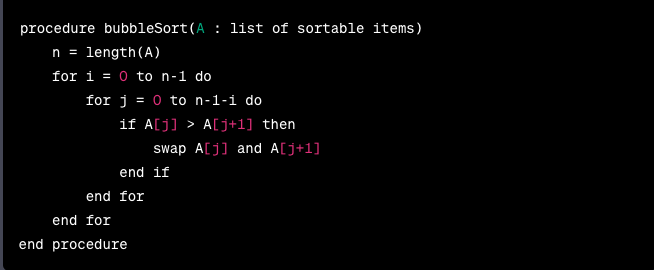 procedure bubbleSort(A : list of sortable items)
    n = length(A)
    for i = 0 to n-1 do
        for j = 0 to n-1-i do
            if A[j] > A[j+1] then
                swap A[j] and A[j+1]
            end if
        end for
    end for
end procedure